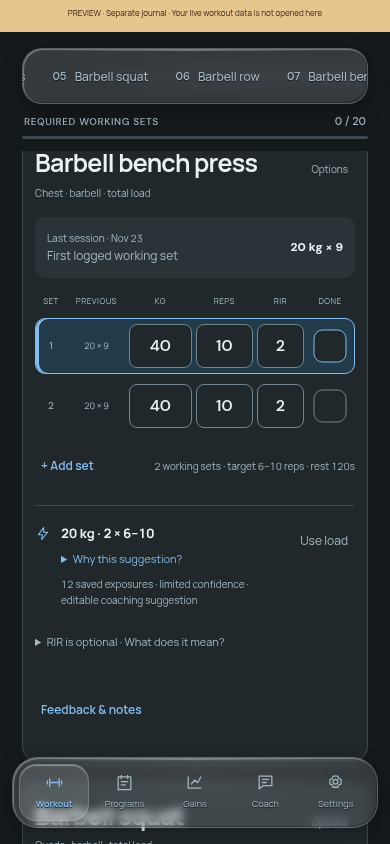 PREVIEW · Separate journal · Your live workout data is not opened here
s 05 Barbell squat 06 Barbell row 07 Barbell ber
REQUIRED WORKING SETS 0 / 20
Barbell bench press Options
Chest · barbell · total load
Last session · Nov 23
First logged working set 20 kg × 9
SET PREVIOUS KG REPS RIR DONE
1 20 × 9 40 10 2
2 20 × 9 40 10 2
+ Add set 2 working sets · target 6–10 reps · rest 120s
20 kg · 2 × 6–10 Use load
Why this suggestion?
12 saved exposures · limited confidence ·
editable coaching suggestion
RIR is optional · What does it mean?
Feedback & notes
Workout Programs Gains Coach Settings
Barbell squat Options